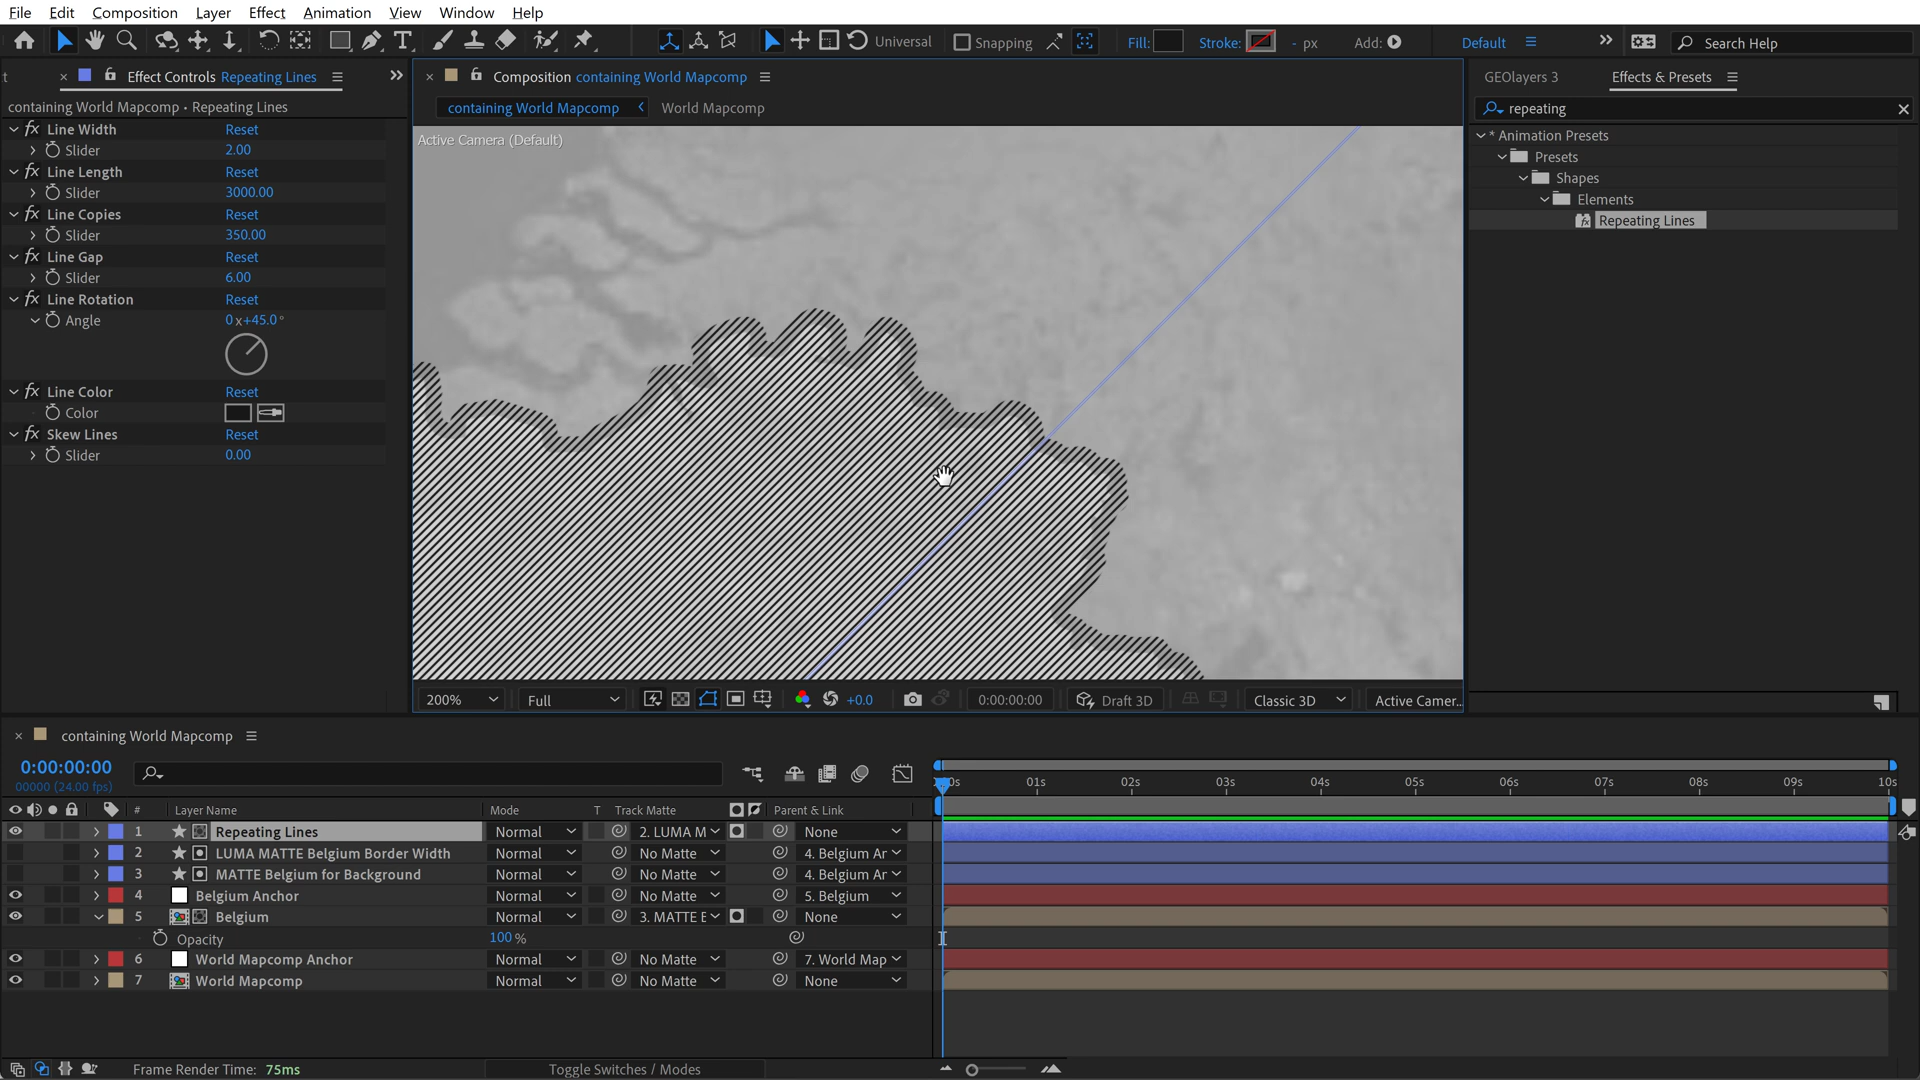 File Edit Composition Layer Effect Animation View Window Help
Universal Snapping Fill: Stroke: - px Add: Default Search Help
Effect Controls Repeating Lines
containing World Mapcomp • Repeating Lines
Line Width Reset
Slider 2.00
Line Length Reset
Slider 3000.00
Line Copies Reset
Slider 350.00
Line Gap Reset
Slider 6.00
Line Rotation Reset
Angle 0x+45.0°
Line Color Reset
Color
Skew Lines Reset
Slider 0.00
Composition containing World Mapcomp
containing World Mapcomp World Mapcomp
Active Camera (Default)
200% Full +0.0 0:00:00:00 Draft 3D Classic 3D Active Camer...
GEOlayers 3 Effects & Presets
repeating
* Animation Presets
Presets
Shapes
Elements
Repeating Lines
containing World Mapcomp
0:00:00:00
00000 (24.00 fps)
01s 02s 03s 04s 05s 06s 07s 08s 09s 10s
# Layer Name Mode T Track Matte Parent & Link
1 Repeating Lines Normal 2. LUMA M None
2 LUMA MATTE Belgium Border Width Normal No Matte 4. Belgium Ar
3 MATTE Belgium for Background Normal No Matte 4. Belgium Ar
4 Belgium Anchor Normal No Matte 5. Belgium
5 Belgium Normal 3. MATTE E None
Opacity 100%
6 World Mapcomp Anchor Normal No Matte 7. World Map
7 World Mapcomp Normal No Matte None
Frame Render Time: 75ms Toggle Switches / Modes